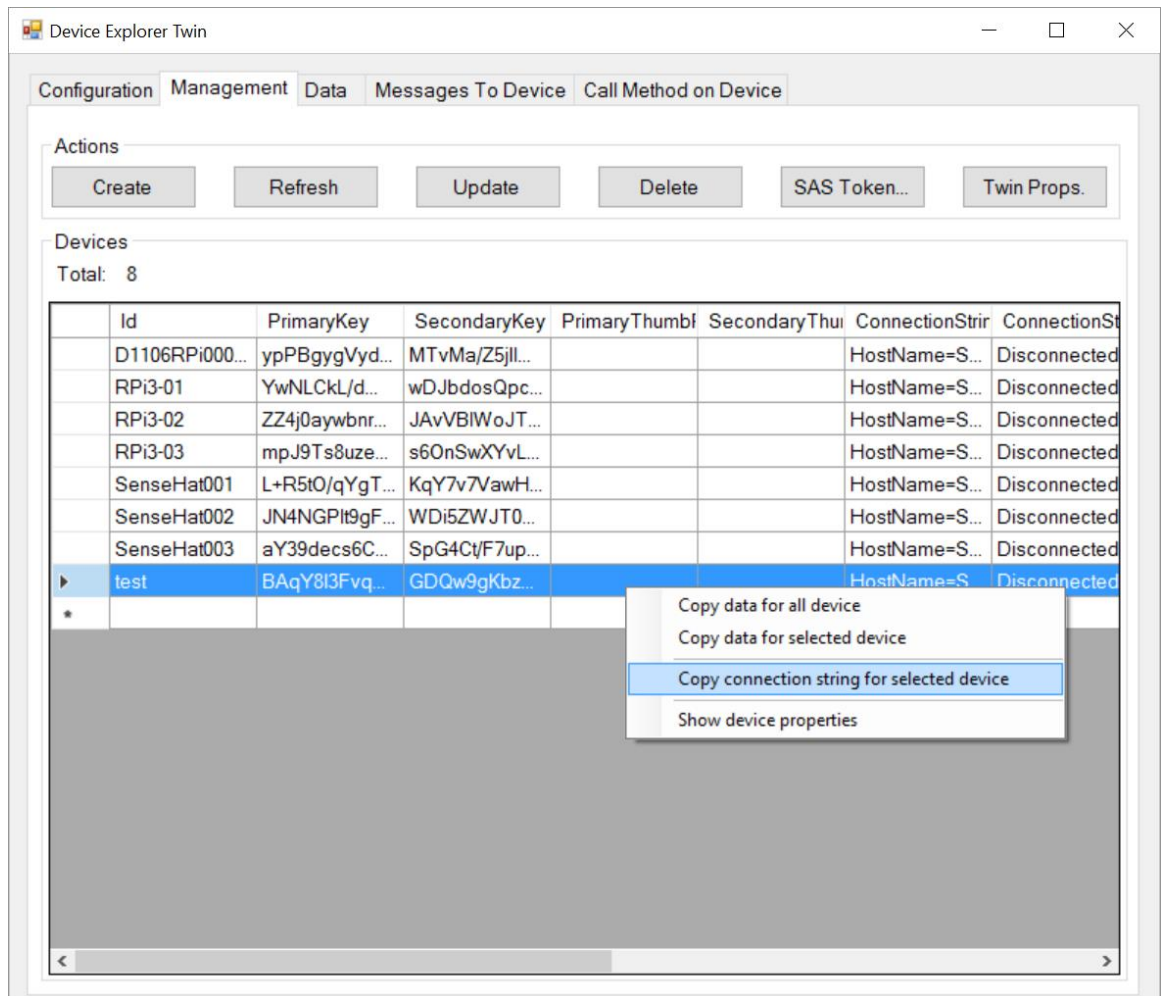 Device Explorer Twin
Configuration Management Data Messages To Device Call Method on Device
Actions
Create Refresh Update Delete SAS Token... Twin Props.
Devices
Total: 8
Id PrimaryKey SecondaryKey PrimaryThumb SecondaryThu ConnectionStrin ConnectionSt
D1106RPi000... ypPBgygVyd... MTvMa/Z5jll... HostName=S... Disconnected
RPi3-01 YwNLCkL/d... wDJbdosQpc... HostName=S... Disconnected
RPi3-02 ZZ4j0aywbnr... JAvVBlWoJT... HostName=S... Disconnected
RPi3-03 mpJ9Ts8uze... s6OnSwXYvL... HostName=S... Disconnected
SenseHat001 L+R5tO/qYgT... KqY7v7VawH... HostName=S... Disconnected
SenseHat002 JN4NGPlt9gF... WDi5ZWJT0... HostName=S... Disconnected
SenseHat003 aY39decs6C... SpG4Ct/F7up... HostName=S... Disconnected
test BAqY8I3Fvq... GDQw9gKbz... HostName=S... Disconnected
*
Copy data for all device
Copy data for selected device
Copy connection string for selected device
Show device properties